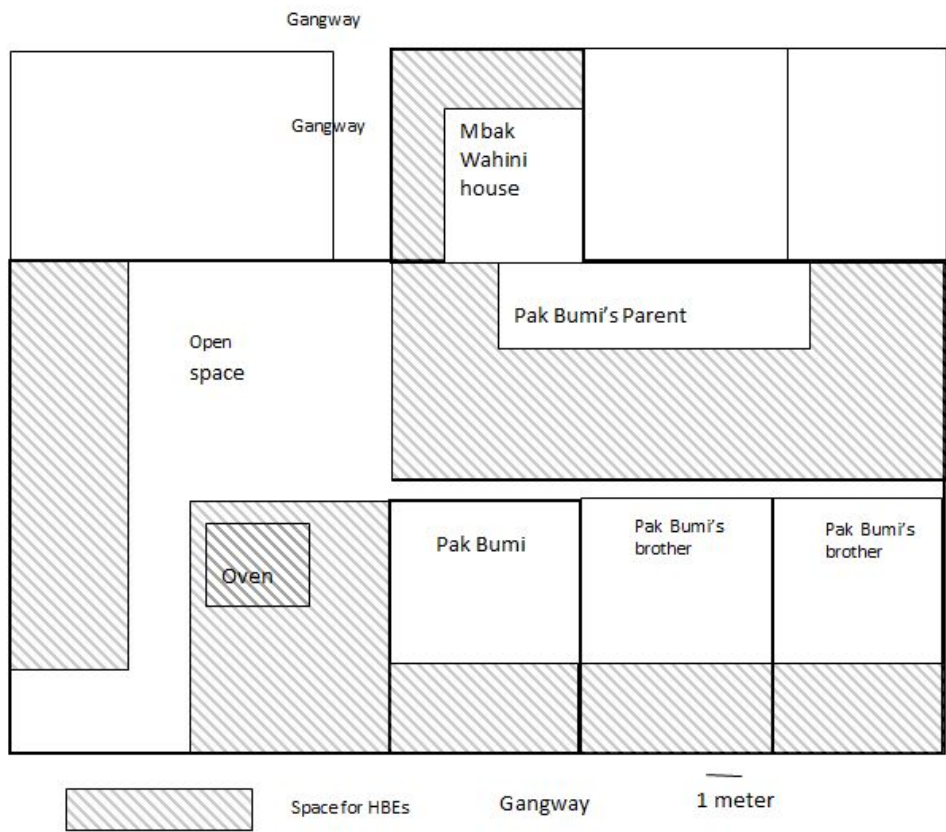 Gangway
Gangway
Mbak
Wahini
house
Pak Bumi's Parent
Open
space
Oven
Pak Bumi
Pak Bumi's
brother
Pak Bumi's
brother
Space for HBEs
Gangway
1 meter